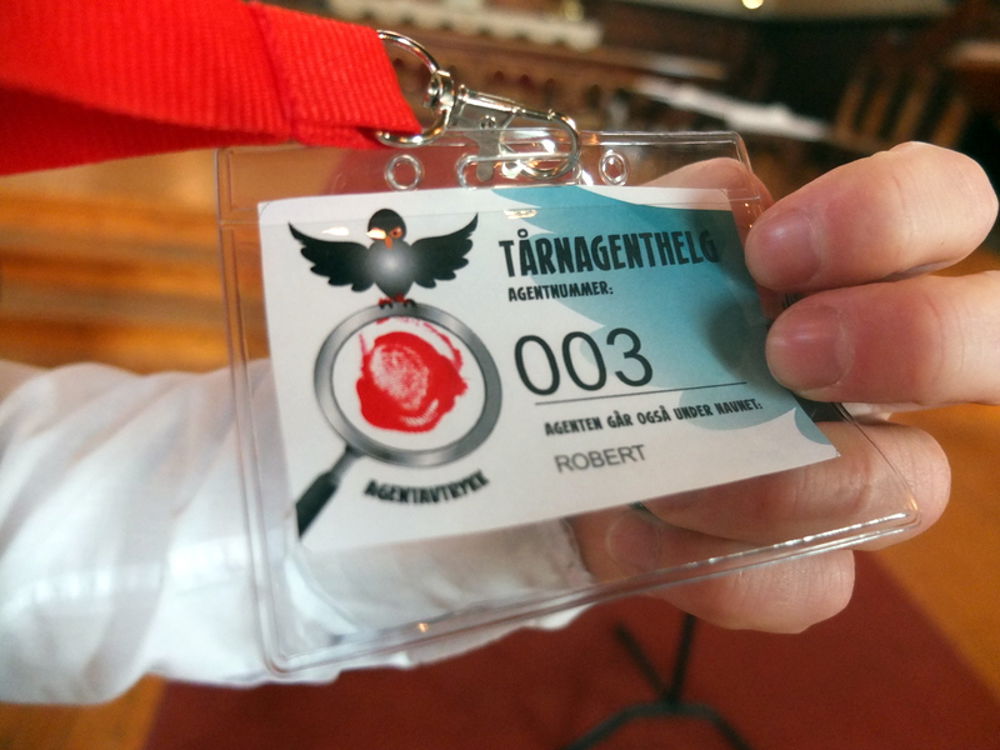 TÅRNAGENTHELG
AGENTNUMMER:
003
AGENTEN GÅR OGSÅ UNDER NAVNET:
ROBERT
AGENTAVTRYKK